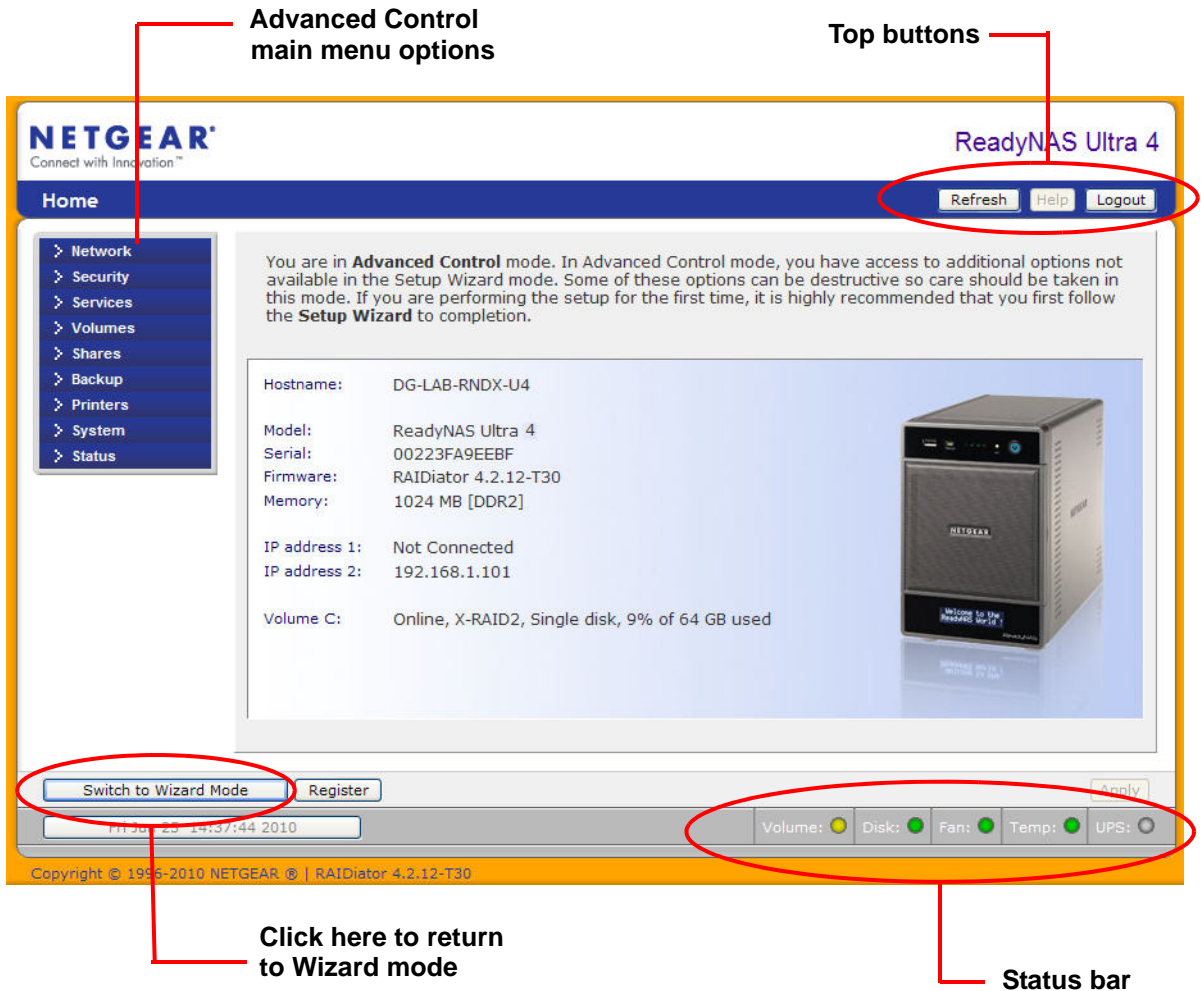 Advanced Control
main menu options
Top buttons
NETGEAR®
Connect with Innovation™
ReadyNAS Ultra 4
Home
Refresh Help Logout
> Network
> Security
> Services
> Volumes
> Shares
> Backup
> Printers
> System
> Status
You are in Advanced Control mode. In Advanced Control mode, you have access to additional options not
available in the Setup Wizard mode. Some of these options can be destructive so care should be taken in
this mode. If you are performing the setup for the first time, it is highly recommended that you first follow
the Setup Wizard to completion.
Hostname: DG-LAB-RNDX-U4
Model: ReadyNAS Ultra 4
Serial: 00223FA9EEBF
Firmware: RAIDiator 4.2.12-T30
Memory: 1024 MB [DDR2]
IP address 1: Not Connected
IP address 2: 192.168.1.101
Volume C: Online, X-RAID2, Single disk, 9% of 64 GB used
NETGEAR
Welcome to the
ReadyNAS World !
Switch to Wizard Mode Register Apply
Fri 25 14:37:44 2010
Volume: Disk: Fan: Temp: UPS:
Copyright © 1996-2010 NETGEAR ® | RAIDiator 4.2.12-T30
Click here to return
to Wizard mode
Status bar